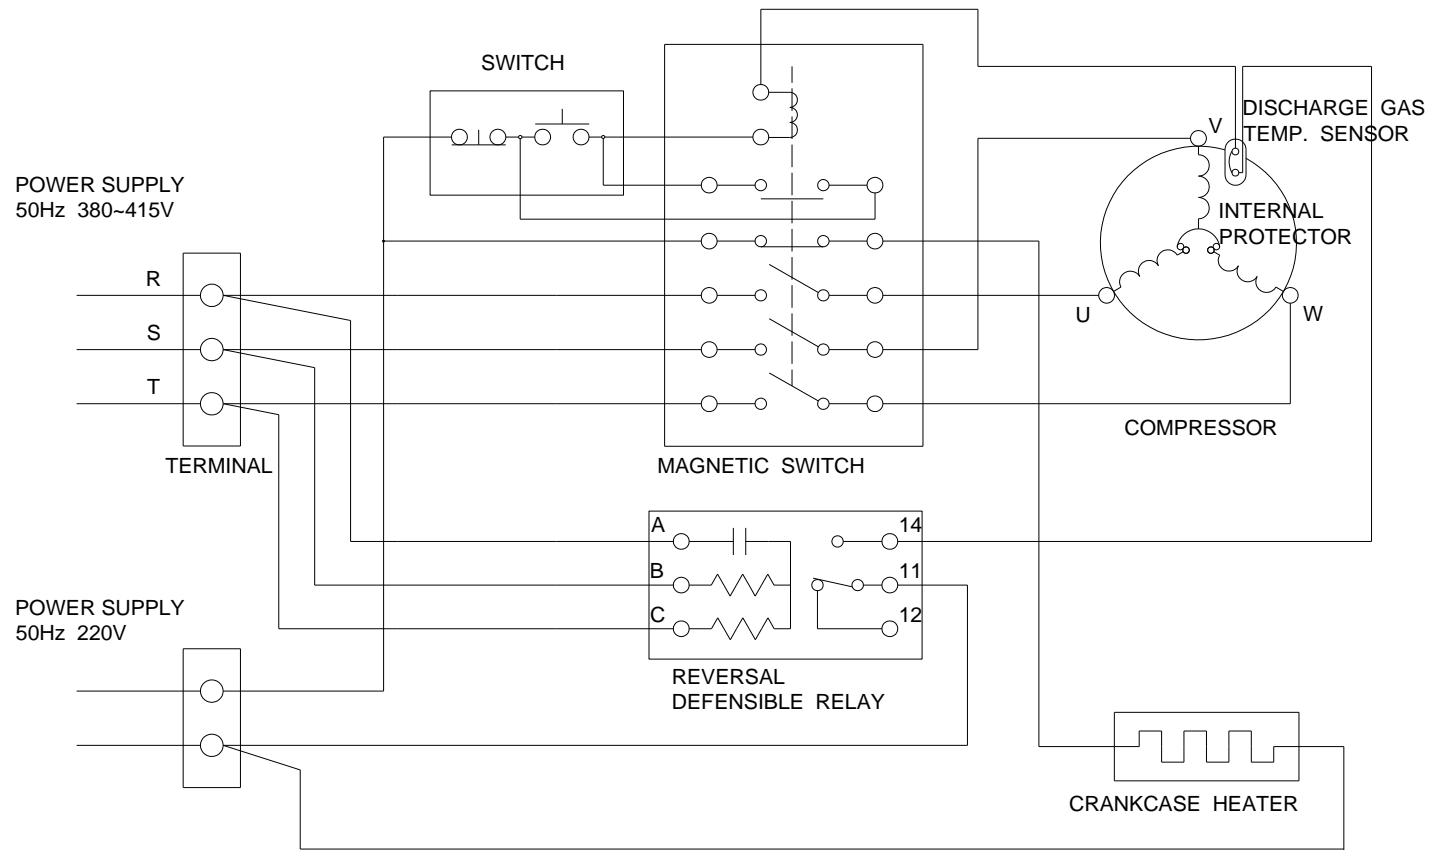 SWITCH
DISCHARGE GAS
TEMP. SENSOR
V
POWER SUPPLY
50Hz 380~415V
INTERNAL
PROTECTOR
R
U
W
S
T
COMPRESSOR
TERMINAL
MAGNETIC SWITCH
A
14
B
11
C
12
POWER SUPPLY
50Hz 220V
REVERSAL
DEFENSIBLE RELAY
CRANKCASE HEATER